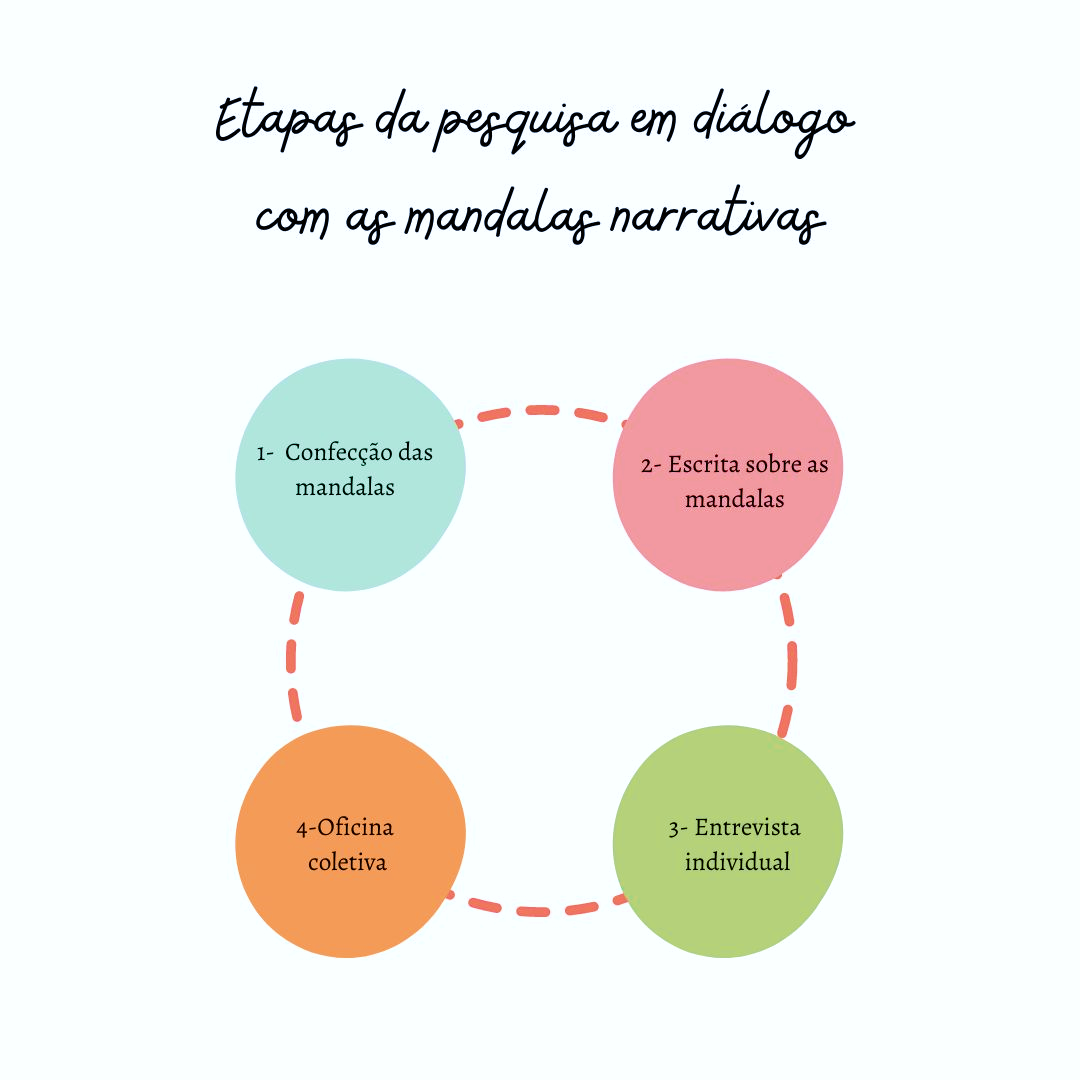 Etapas da pesquisa em diálogo
com as mandalas narrativas
1- Confecção das
mandalas
2- Escrita sobre as
mandalas
3- Entrevista
individual
4-Oficina
coletiva